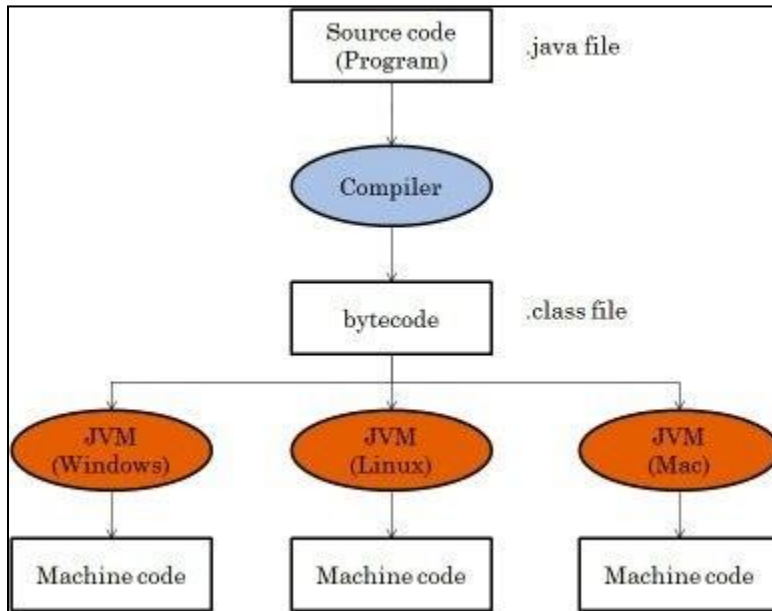 Source code
(Program)
.java file
Compiler
bytecode
.class file
JVM
(Windows)
JVM
(Linux)
JVM
(Mac)
Machine code
Machine code
Machine code